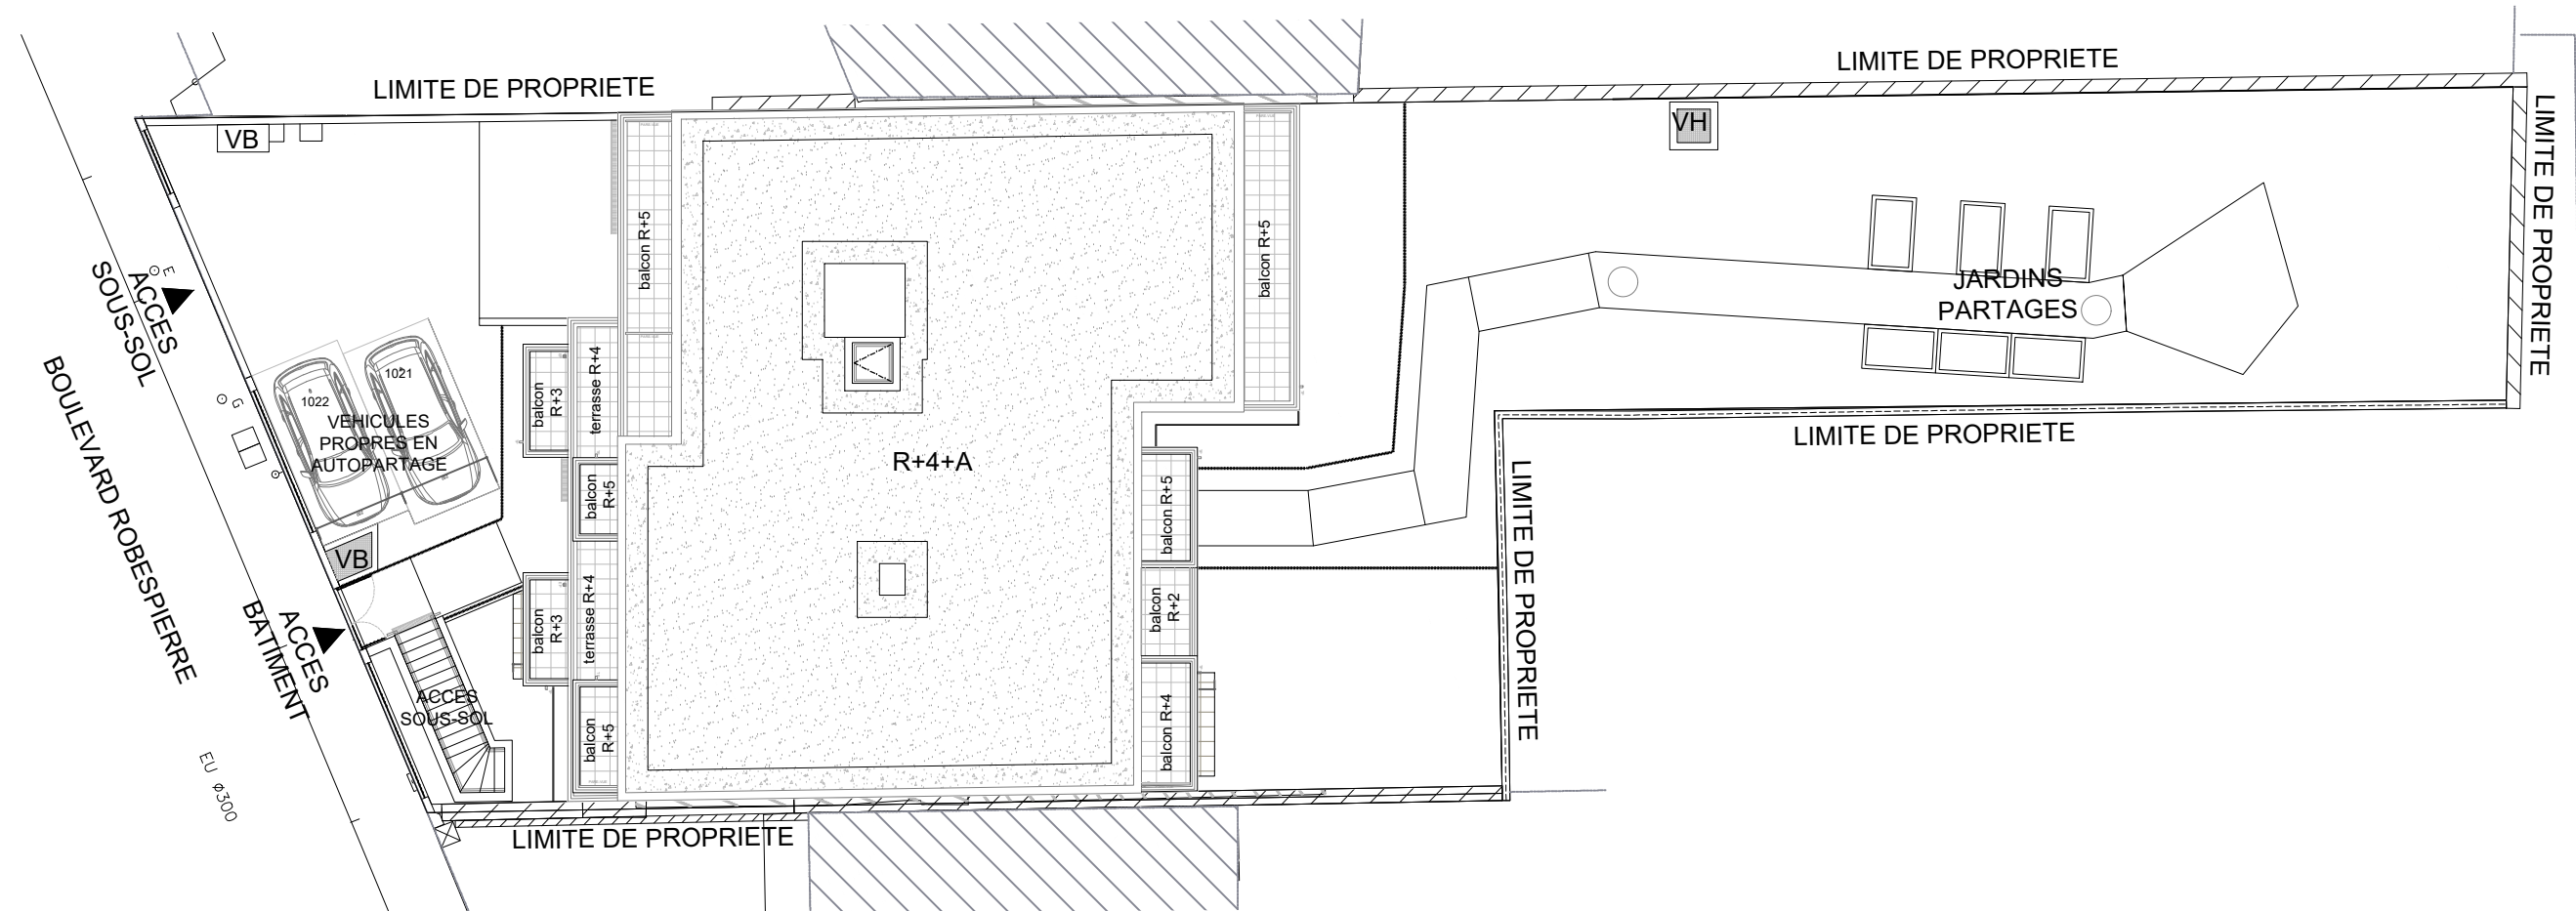 LIMITE DE PROPRIETE
LIMITE DE PROPRIETE
VB
VH
LIMITE DE PROPRIETE
balcon R+5
balcon R+5
E
ACCES
SOUS-SOL
JARDINS
PARTAGES
1021
1022
G
VEHICULES
PROPRES EN
AUTOPARTAGE
balcon
R+3
terrasse R+4
BOULEVARD ROBESPIERRE
LIMITE DE PROPRIETE
R+4+A
balcon
R+5
balcon R+5
LIMITE DE PROPRIETE
VB
balcon
R+3
terrasse R+4
balcon
R+2
ACCES
BATIMENT
ACCES
SOUS-SOL
balcon
R+5
balcon R+4
EU ø300
LIMITE DE PROPRIETE